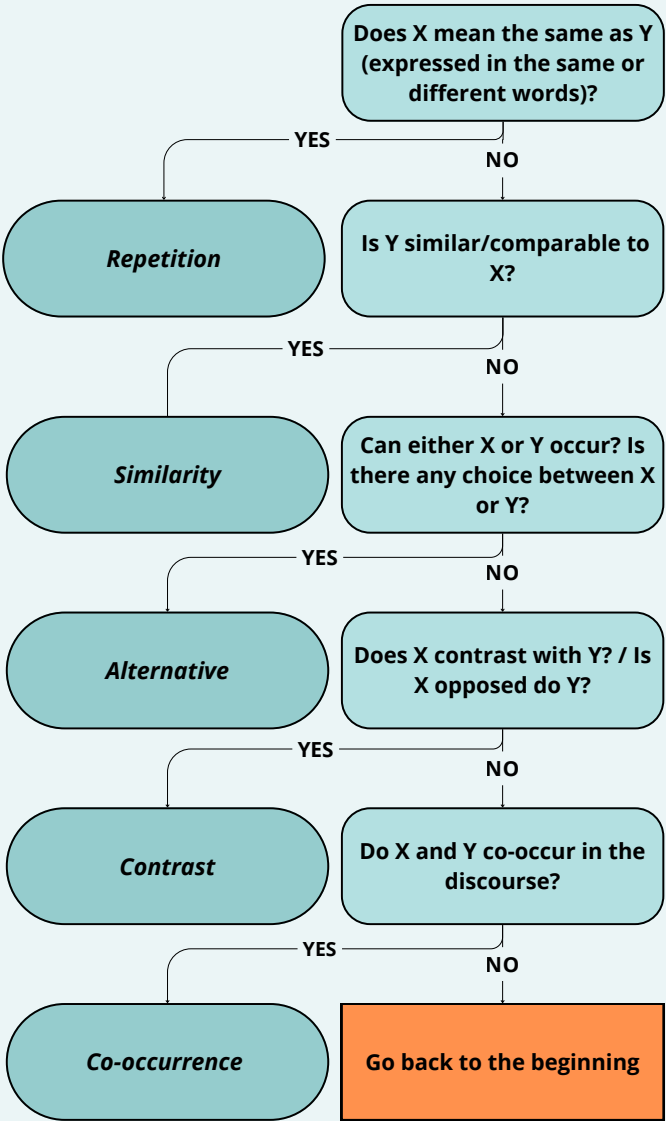 Does X mean the same as Y
(expressed in the same or
different words)?
YES
NO
Repetition
Is Y similar/comparable to
X?
YES
NO
Similarity
Can either X or Y occur? Is
there any choice between X
or Y?
YES
NO
Alternative
Does X contrast with Y? / Is
X opposed do Y?
YES
NO
Contrast
Do X and Y co-occur in the
discourse?
YES
NO
Co-occurrence
Go back to the beginning